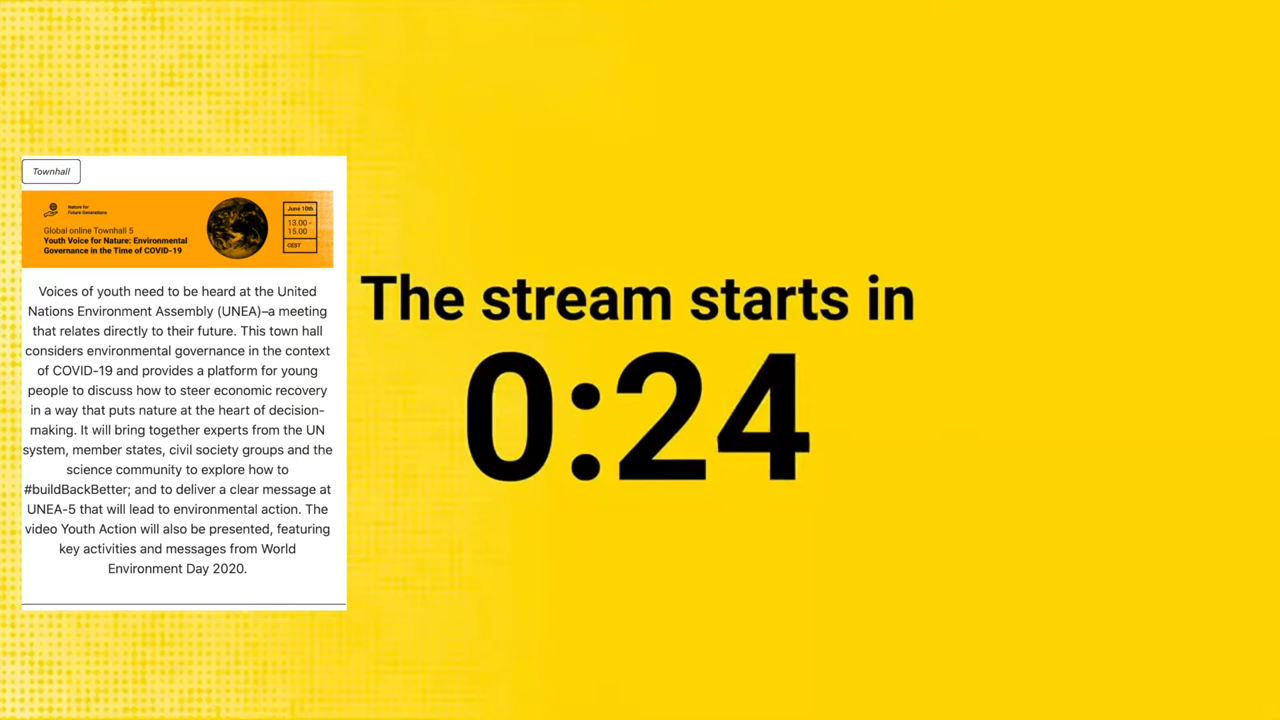 Townhall
Nature for
Future Generations
Global online Townhall 5
Youth Voice for Nature: Environmental
Governance in the Time of COVID-19
June 10th
13.00 -
15.00
CEST
Voices of youth need to be heard at the United
Nations Environment Assembly (UNEA)–a meeting
that relates directly to their future. This town hall
considers environmental governance in the context
of COVID-19 and provides a platform for young
people to discuss how to steer economic recovery
in a way that puts nature at the heart of decision-
making. It will bring together experts from the UN
system, member states, civil society groups and the
science community to explore how to
#buildBackBetter; and to deliver a clear message at
UNEA-5 that will lead to environmental action. The
video Youth Action will also be presented, featuring
key activities and messages from World
Environment Day 2020.
The stream starts in
0:24